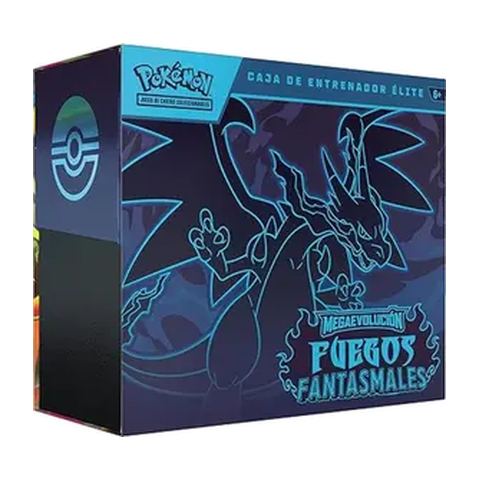 POKÉMON
JUEGO DE CARTAS COLECCIONABLES
CAJA DE ENTRENADOR ÉLITE
6+
MEGAEVOLUCIÓN
FUEGOS
FANTASMALES